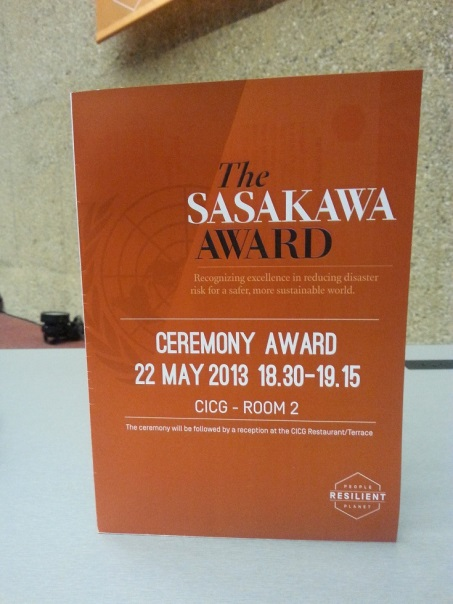 The
SASAKAWA
AWARD
Recognizing excellence in reducing disaster
risk for a safer, more sustainable world.
CEREMONY AWARD
22 MAY 2013 18.30-19.15
CICG - ROOM 2
The ceremony will be followed by a reception at the CICG Restaurant/Terrace
PEOPLE
RESILIENT
PLANET